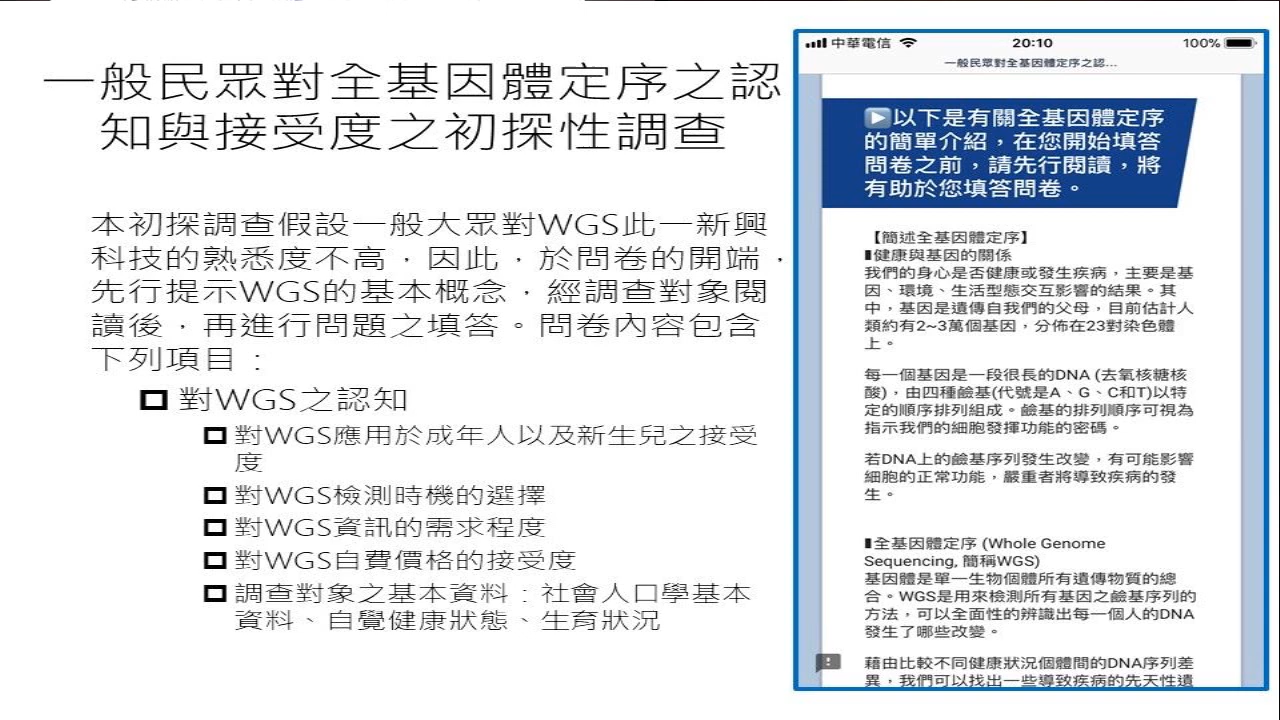 一般民眾對全基因體定序之認
知與接受度之初探性調查
本初探調查假設一般大眾對WGS此一新興
科技的熟悉度不高，因此，於問卷的開端，
先行提示WGS的基本概念，經調查對象閱
讀後，再進行問題之填答。問卷內容包含
下列項目：
對WGS之認知
對WGS應用於成年人以及新生兒之接受
度
對WGS檢測時機的選擇
對WGS資訊的需求程度
對WGS自費價格的接受度
調查對象之基本資料：社會人口學基本
資料、自覺健康狀態、生育狀況
中華電信 20:10 100%
一般民眾對全基因體定序之認...
以下是有關全基因體定序
的簡單介紹，在您開始填答
問卷之前，請先行閱讀，將
有助於您填答問卷。
【簡述全基因體定序】
▮健康與基因的關係
我們的身心是否健康或發生疾病，主要是基
因、環境、生活型態交互影響的結果。其
中，基因是遺傳自我們的父母，目前估計人
類約有2~3萬個基因，分佈在23對染色體
上。
每一個基因是一段很長的DNA (去氧核糖核
酸)，由四種鹼基(代號是A、G、C和T)以特
定的順序排列組成。鹼基的排列順序可視為
指示我們的細胞發揮功能的密碼。
若DNA上的鹼基序列發生改變，有可能影響
細胞的正常功能，嚴重者將導致疾病的發
生。
▮全基因體定序 (Whole Genome
Sequencing, 簡稱WGS)
基因體是單一生物個體所有遺傳物質的總
合。WGS是用來檢測所有基因之鹼基序列的
方法，可以全面性的辨識出每一個人的DNA
發生了哪些改變。
藉由比較不同健康狀況個體間的DNA序列差
異，我們可以找出一些導致疾病的先天性遺